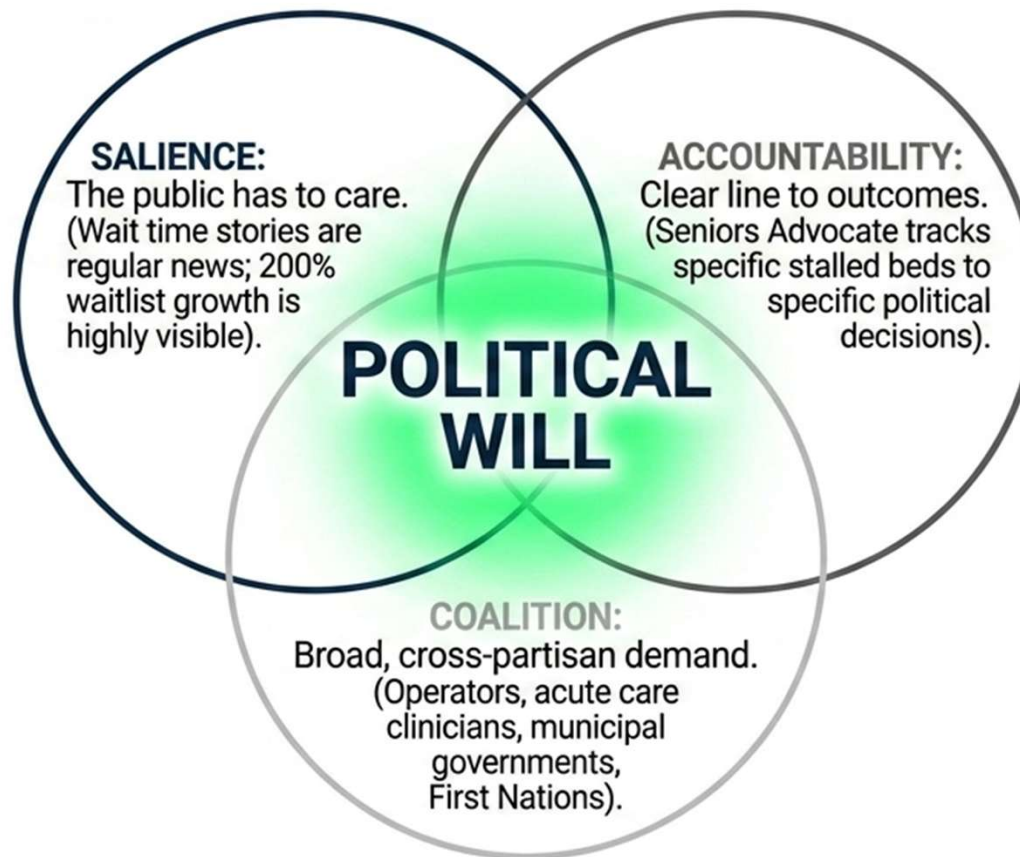 SALIENCE:
The public has to care.
(Wait time stories are
regular news; 200%
waitlist growth is
highly visible).
ACCOUNTABILITY:
Clear line to outcomes.
(Seniors Advocate tracks
specific stalled beds to
specific political
decisions).
POLITICAL
WILL
COALITION:
Broad, cross-partisan demand.
(Operators, acute care
clinicians, municipal
governments,
First Nations).